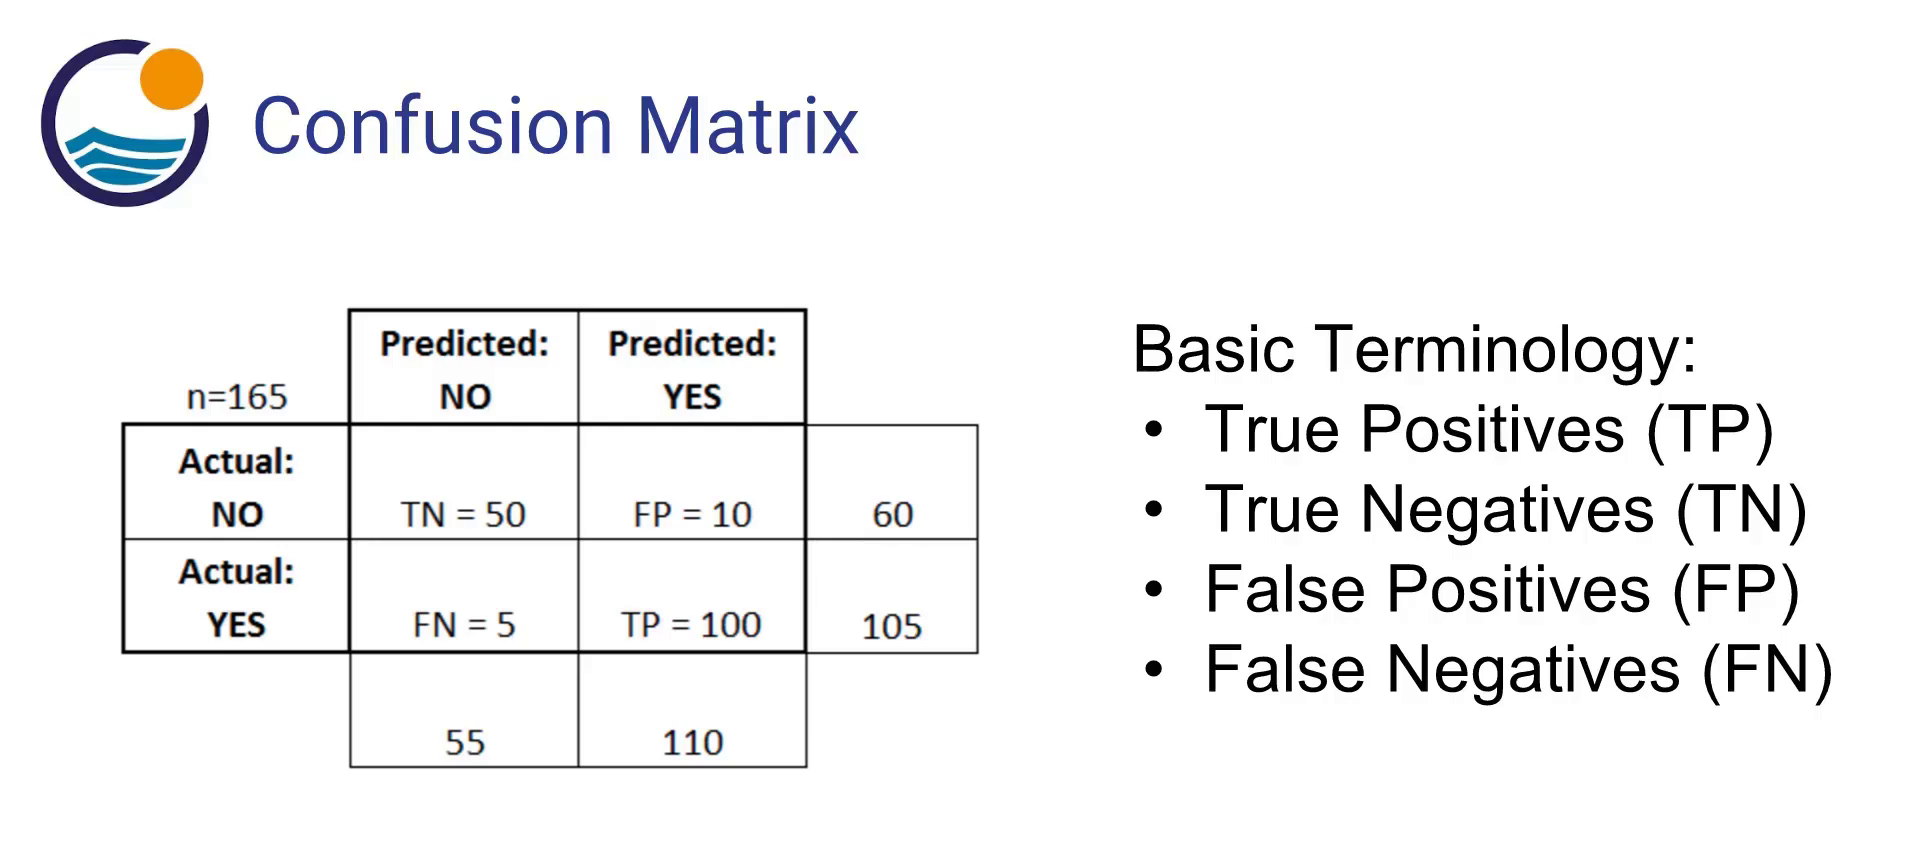 Confusion Matrix
Predicted: Predicted:
n=165 NO YES
Actual:
NO TN = 50 FP = 10 60
Actual:
YES FN = 5 TP = 100 105
55 110
Basic Terminology:
• True Positives (TP)
• True Negatives (TN)
• False Positives (FP)
• False Negatives (FN)